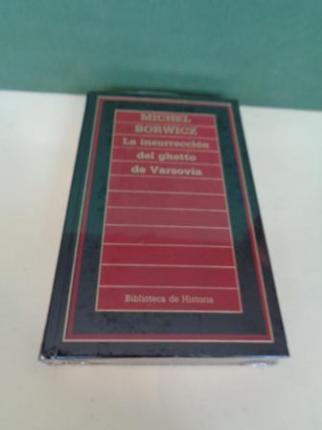 MICHEL
BORWICZ
La insurrección
del ghetto
de Varsovia
Biblioteca de Historia